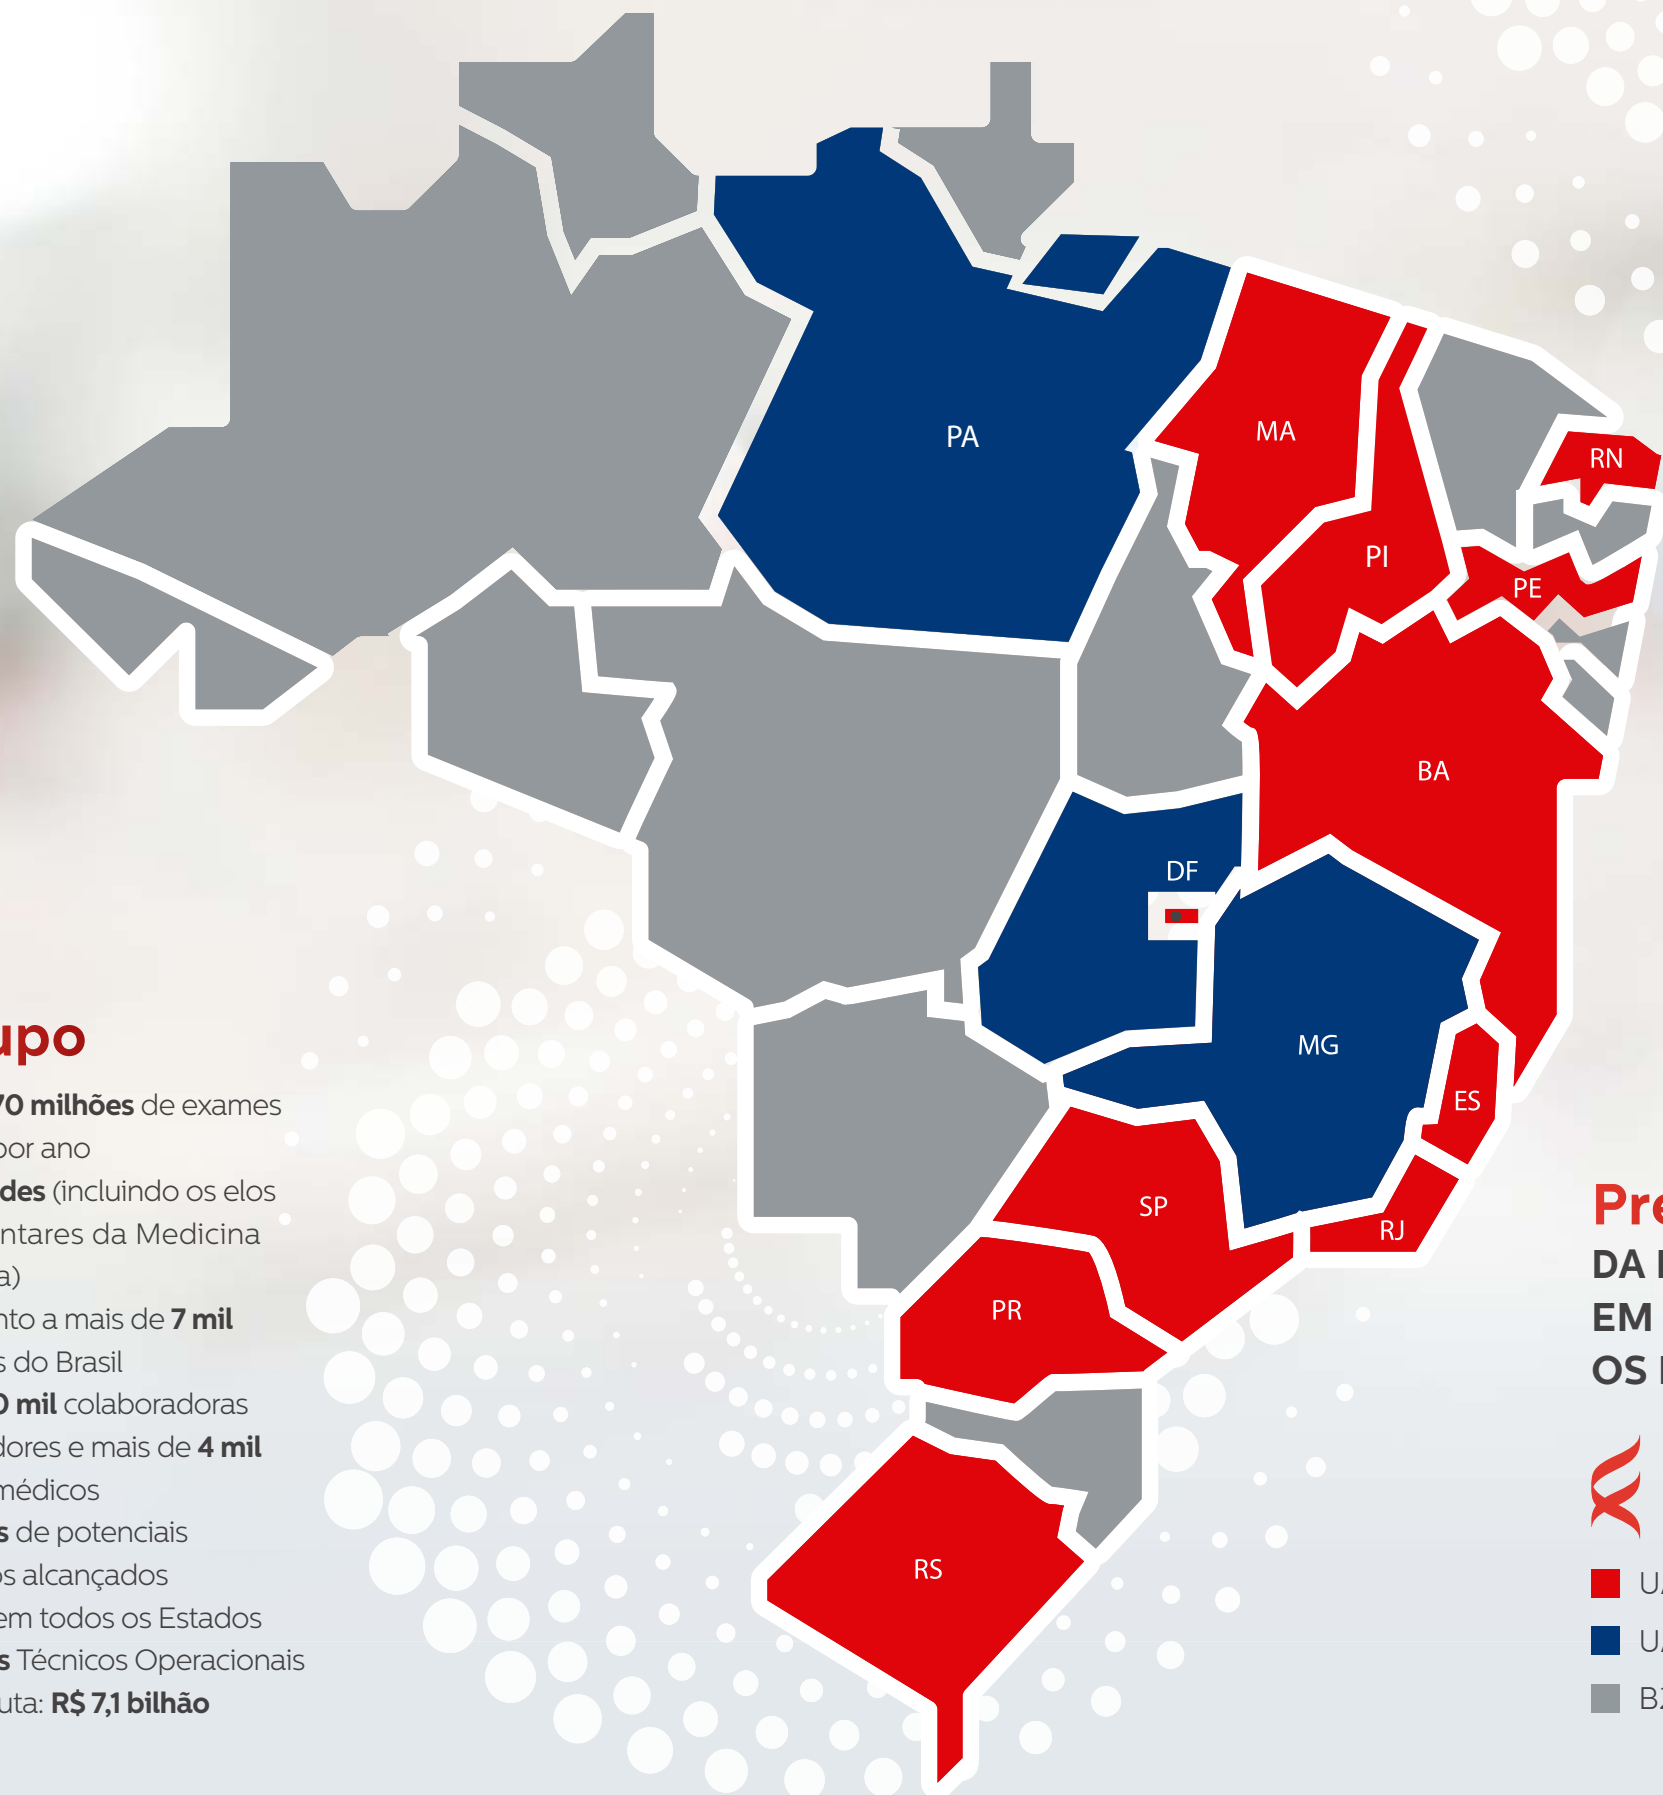 upo
70 milhões de exames
por ano
des (incluindo os elos
ntares da Medicina
a)
nto a mais de 7 mil
s do Brasil
0 mil colaboradoras
dores e mais de 4 mil
médicos
s de potenciais
os alcançados
em todos os Estados
s Técnicos Operacionais
uta: R$ 7,1 bilhão
PA
MA
RN
PI
PE
BA
DF
MG
ES
SP
RJ
PR
RS
Pre
DA
EM
OS